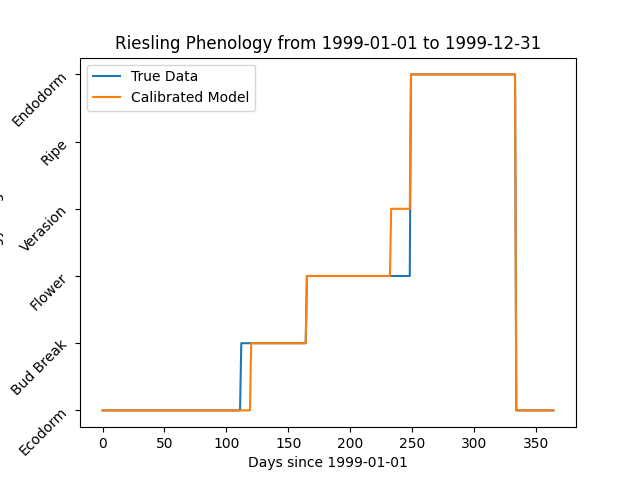 Riesling Phenology from 1999-01-01 to 1999-12-31
True Data
Calibrated Model
Endodorm
Ripe
Verasion
Flower
Bud Break
Ecodorm
0 50 100 150 200 250 300 350
Days since 1999-01-01